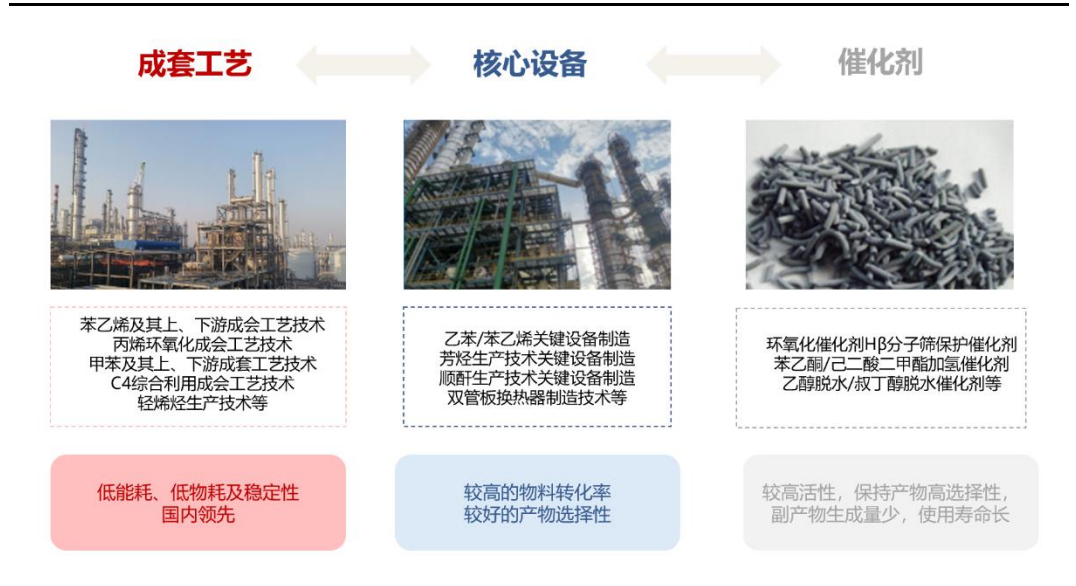 成套工艺
核心设备
催化剂
苯乙烯及其上、下游成会工艺技术
丙烯环氧化成会工艺技术
甲苯及其上、下游成套工艺技术
C4综合利用成会工艺技术
轻烯烃生产技术等
乙苯/苯乙烯关键设备制造
芳烃生产技术关键设备制造
顺酐生产技术关键设备制造
双管板换热器制造技术等
环氧化催化剂Hβ分子筛保护催化剂
苯乙酮/己二酸二甲酯加氢催化剂
乙醇脱水/叔丁醇脱水催化剂等
低能耗、低物耗及稳定性
国内领先
较高的物料转化率
较好的产物选择性
较高活性，保持产物高选择性，
副产物生成量少，使用寿命长